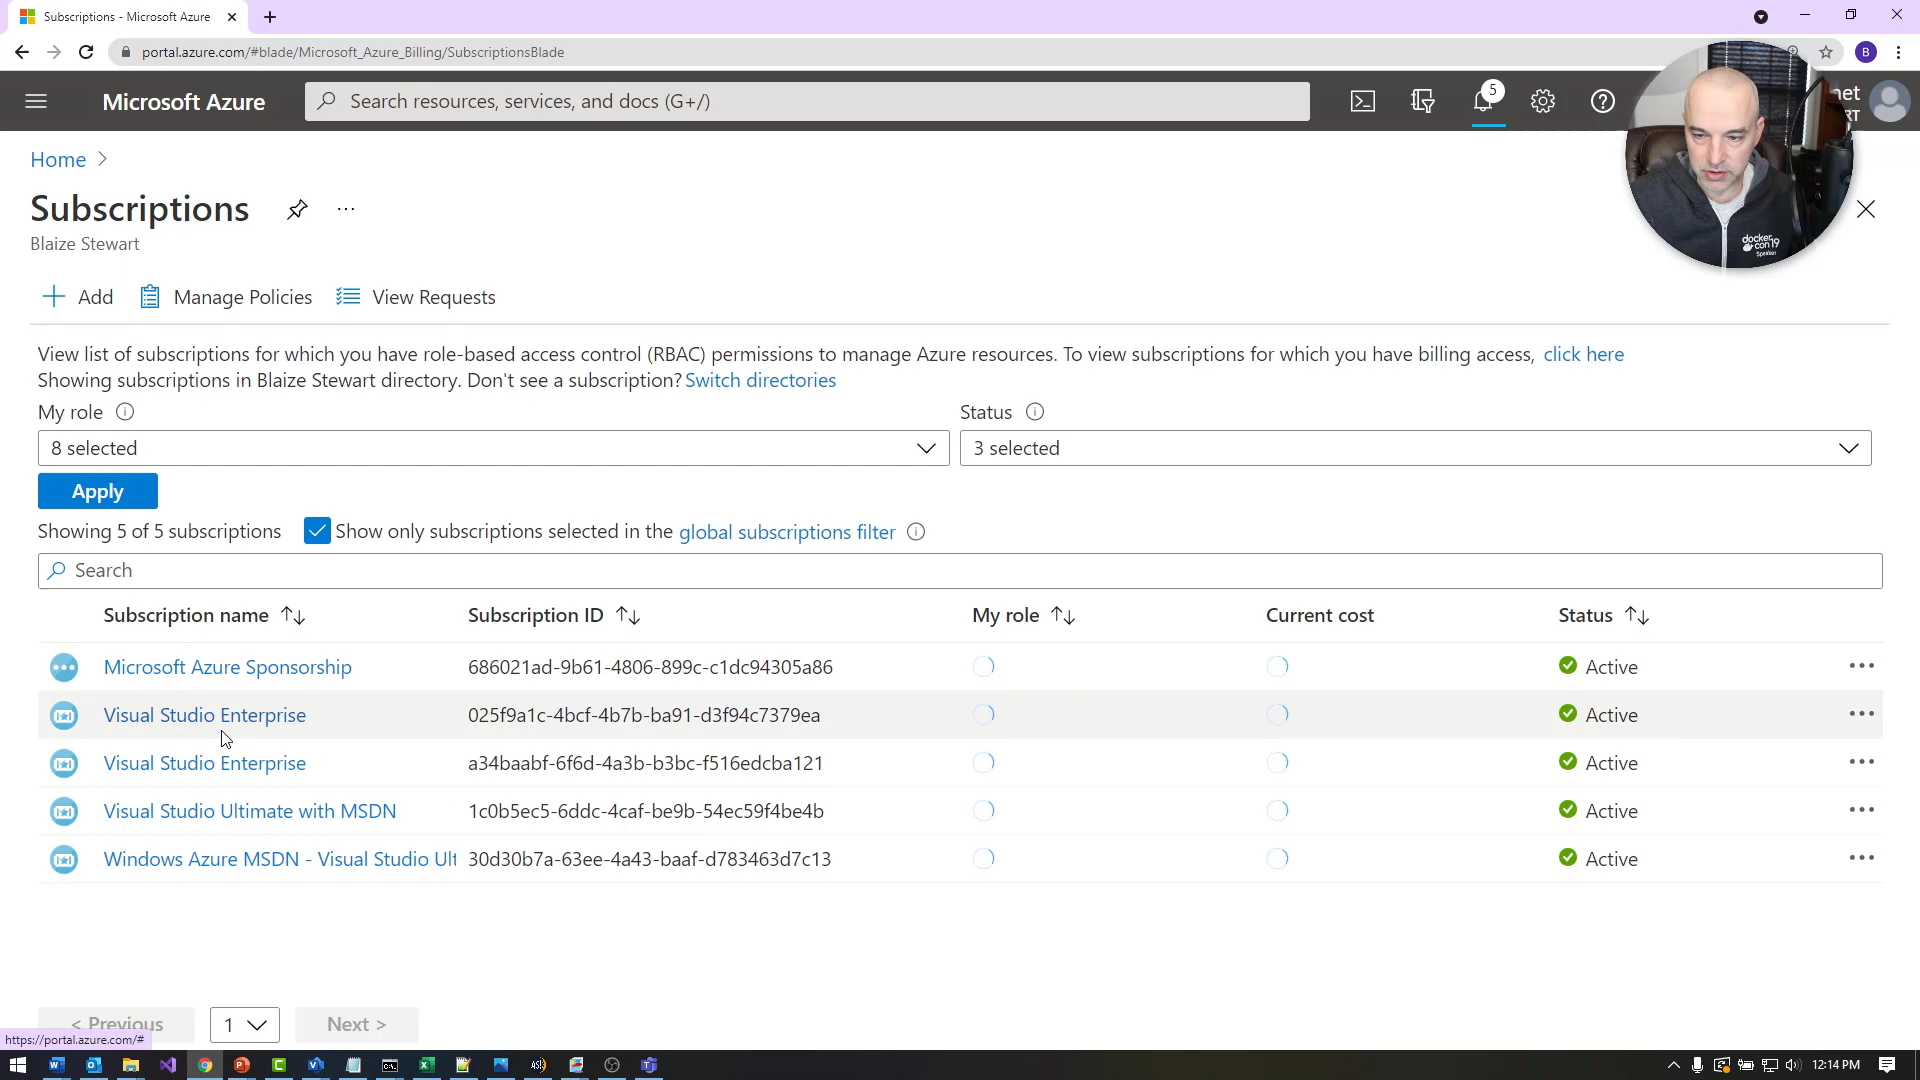 Subscriptions - Microsoft Azure
portal.azure.com/#blade/Microsoft_Azure_Billing/SubscriptionsBlade
B
Microsoft Azure
Search resources, services, and docs (G+/)
5
Home
Subscriptions
Blaize Stewart
docker
con 19
Speaker
Add
Manage Policies
View Requests
View list of subscriptions for which you have role-based access control (RBAC) permissions to manage Azure resources. To view subscriptions for which you have billing access, click here
Showing subscriptions in Blaize Stewart directory. Don't see a subscription? Switch directories
My role
Status
8 selected
3 selected
Apply
Showing 5 of 5 subscriptions
Show only subscriptions selected in the global subscriptions filter
Search
Subscription name Subscription ID My role Current cost Status
Microsoft Azure Sponsorship 686021ad-9b61-4806-899c-c1dc94305a86 Active
Visual Studio Enterprise 025f9a1c-4bcf-4b7b-ba91-d3f94c7379ea Active
Visual Studio Enterprise a34baabf-6f6d-4a3b-b3bc-f516edcba121 Active
Visual Studio Ultimate with MSDN 1c0b5ec5-6ddc-4caf-be9b-54ec59f4be4b Active
Windows Azure MSDN - Visual Studio Ult 30d30b7a-63ee-4a43-baaf-d783463d7c13 Active
< Previous
1
Next >
https://portal.azure.com/#
12:14 PM